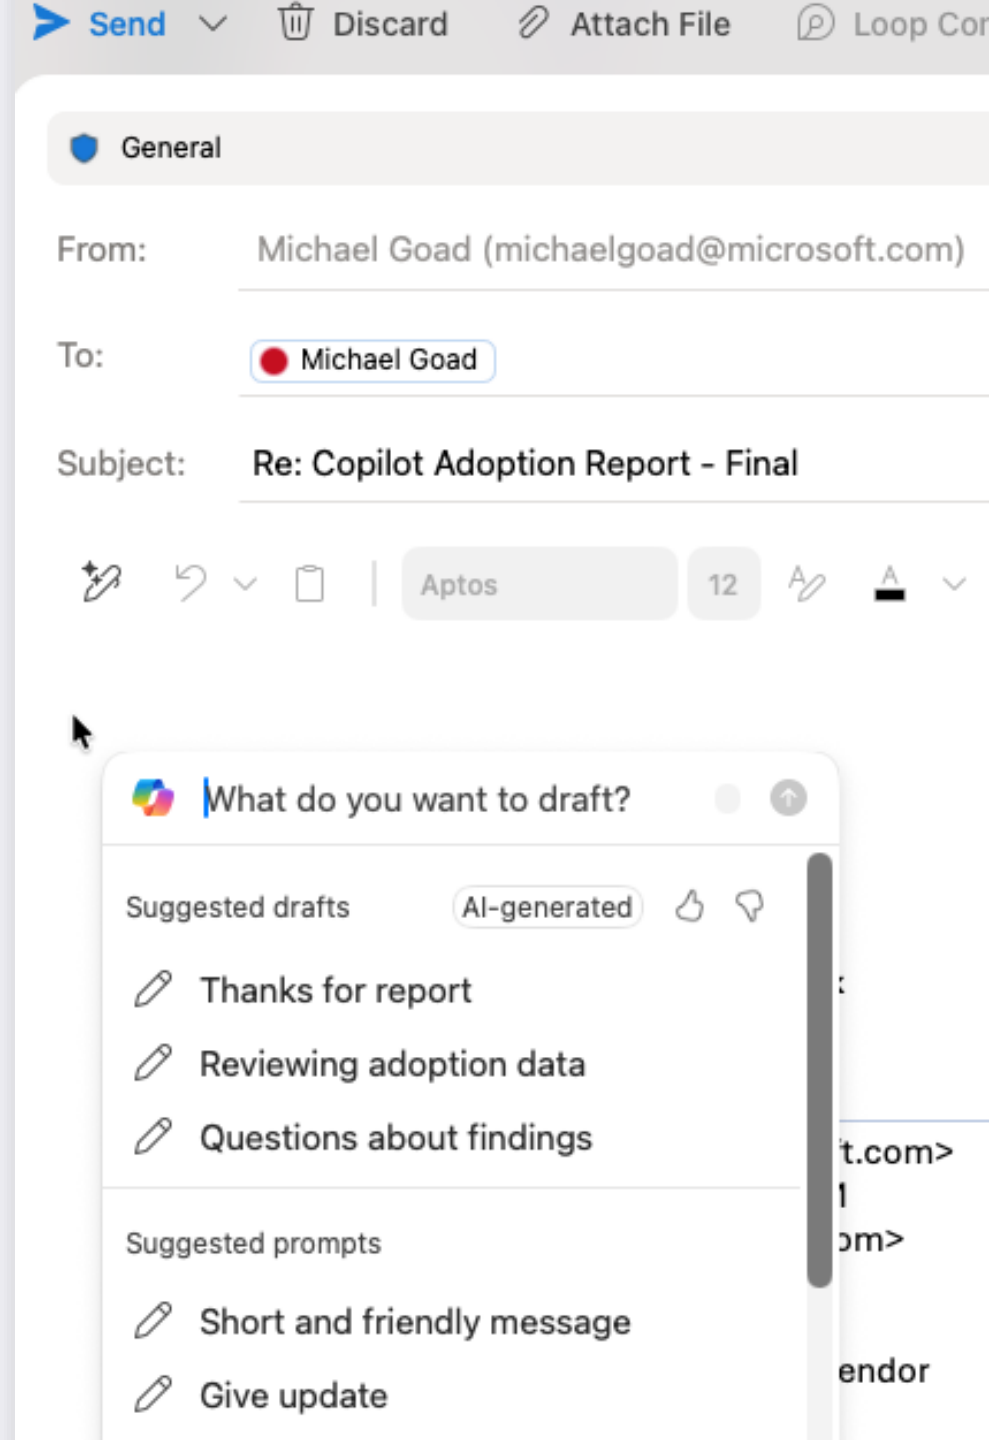 Send Discard Attach File Loop Co
General
From: Michael Goad (michaelgoad@microsoft.com)
To: Michael Goad
Subject: Re: Copilot Adoption Report - Final
Aptos 12 A A
What do you want to draft?
Suggested drafts AI-generated
Thanks for report
Reviewing adoption data
Questions about findings
t.com>
om>
Suggested prompts
Short and friendly message
endor
Give update